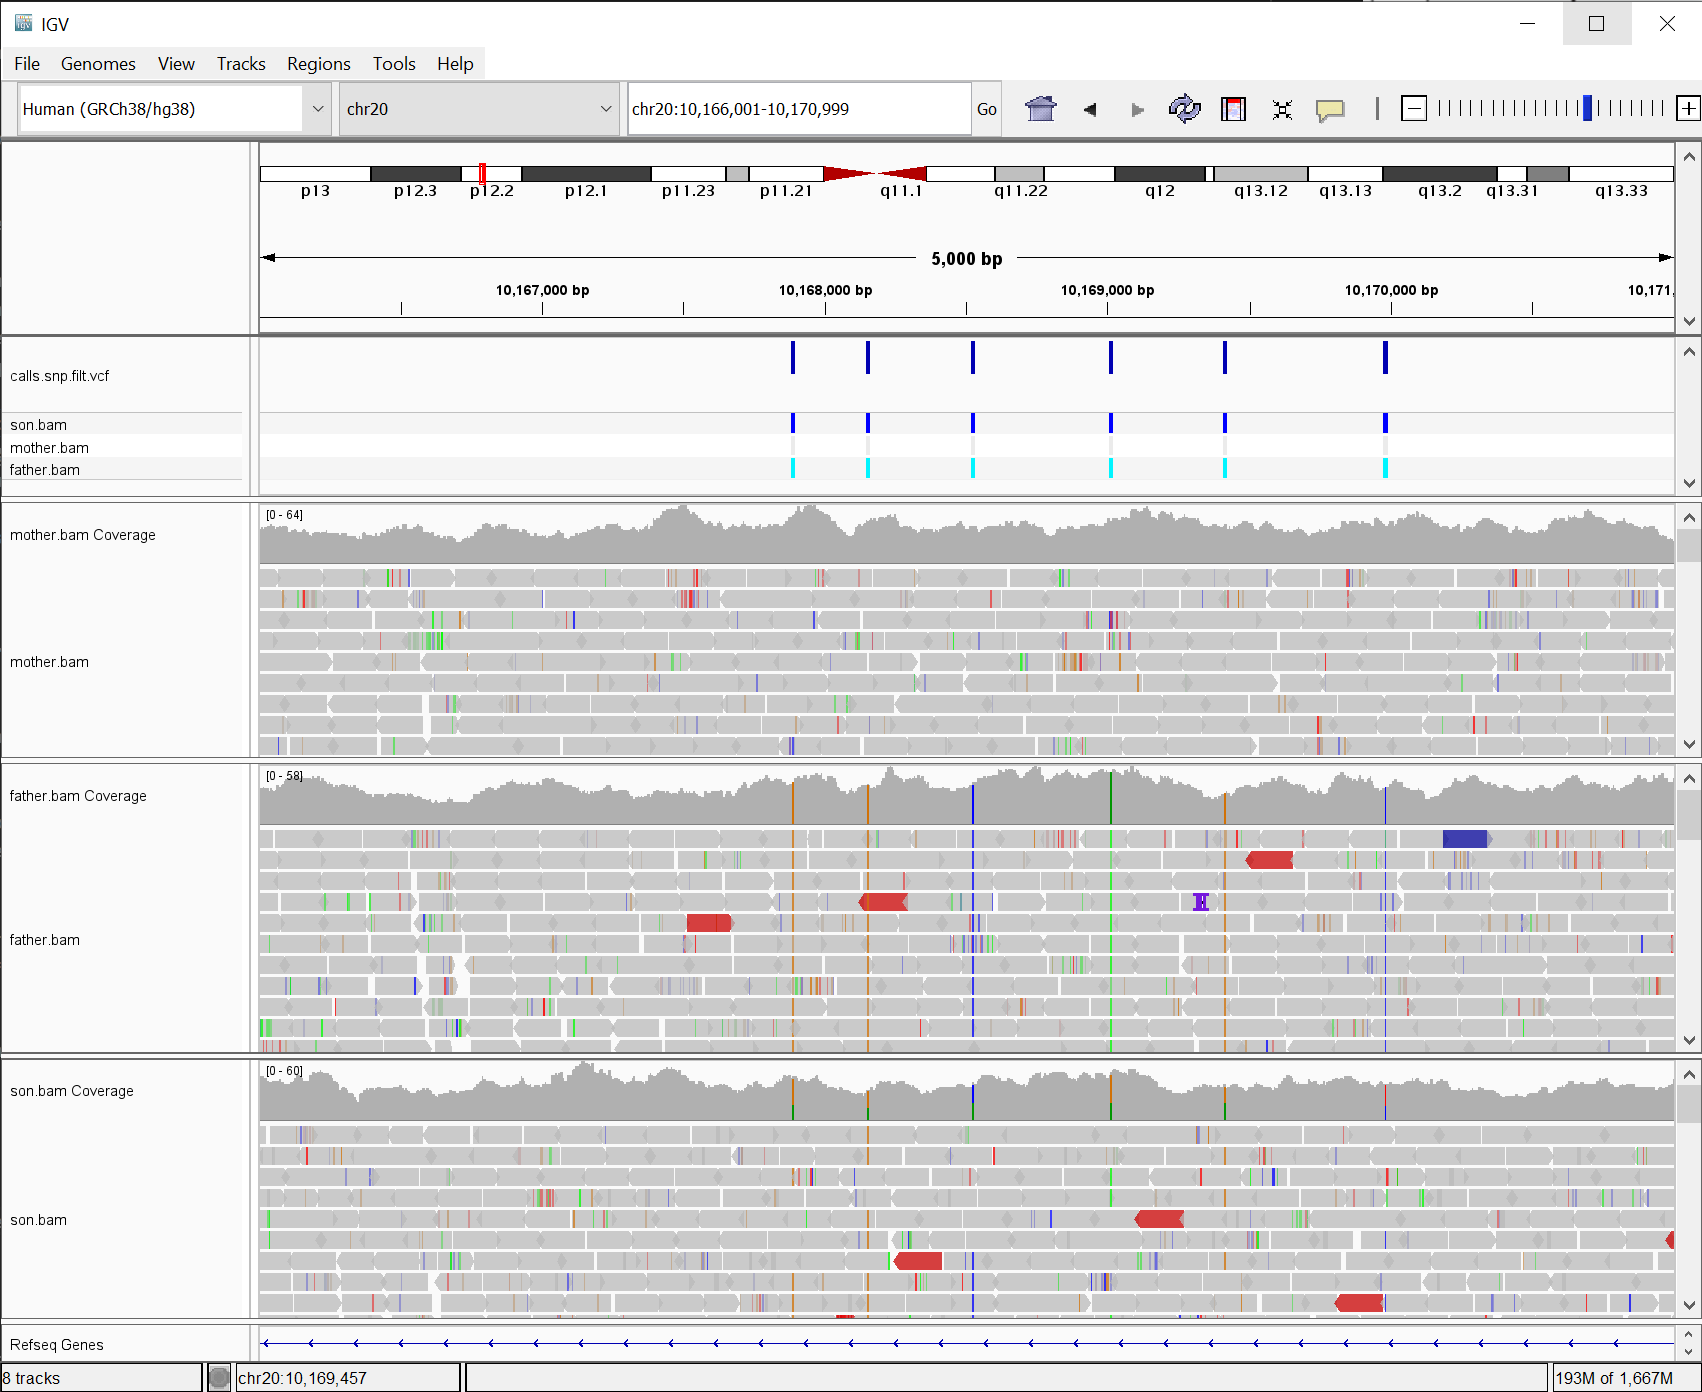 IGV
File Genomes View Tracks Regions Tools Help
Human (GRCh38/hg38) chr20 chr20:10,166,001-10,170,999 Go
p13 p12.3 p12.2 p12.1 p11.23 p11.21 q11.1 q11.22 q12 q13.12 q13.13 q13.2 q13.31 q13.33
5,000 bp
10,167,000 bp 10,168,000 bp 10,169,000 bp 10,170,000 bp 10,171,
calls.snp.filt.vcf
son.bam
mother.bam
father.bam
[0 - 64]
mother.bam Coverage
mother.bam
[0 - 58]
father.bam Coverage
father.bam
[0 - 60]
son.bam Coverage
son.bam
Refseq Genes
8 tracks chr20:10,169,457 193M of 1,667M